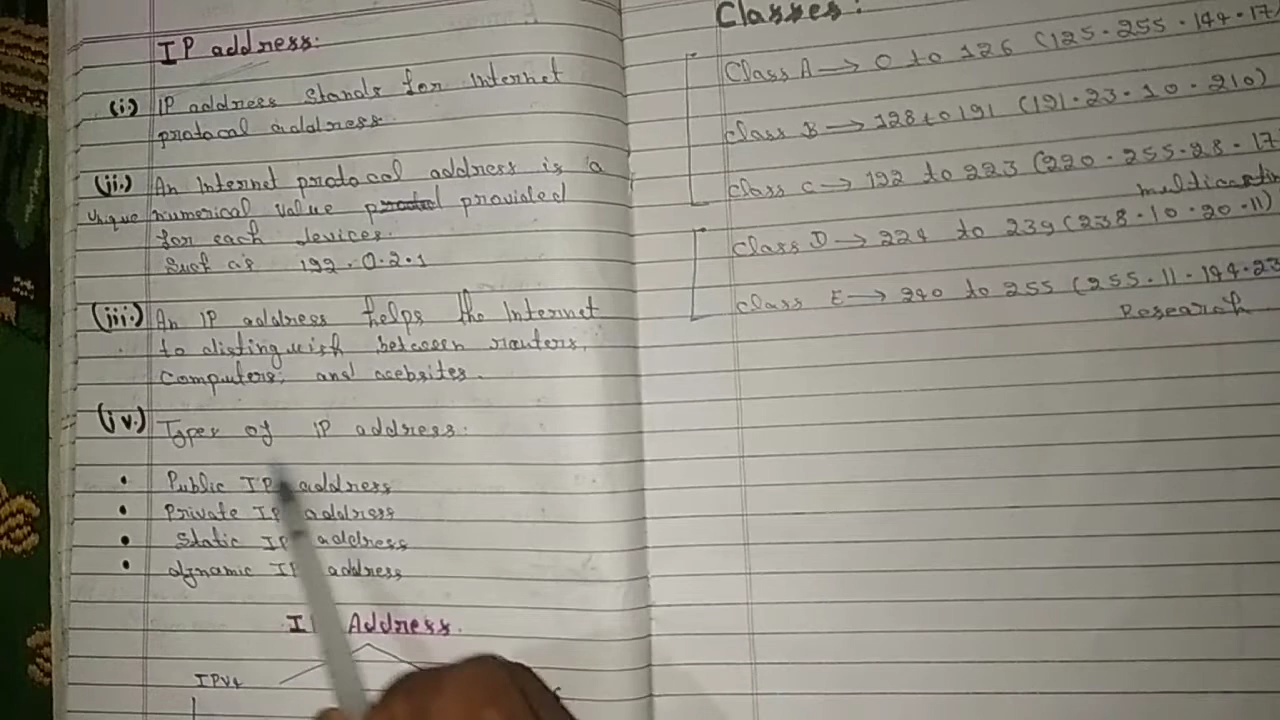 IP address:
(i) IP address stands for Internet
protocal address.
(ii.) An Internet protocal address is a
unique numerical value provided
for each devices.
Such as 192.0.2.1
(iii.) An IP address helps the Internet
to distinguish between routers,
computers, and websites.
(iv.) Types of IP address.
• Public IP address
• Private IP address
• Static IP address
• dynamic IP address
IP Address.
IPV4
Classes:
Class A → 0 to 126 (125.255.144.17
Class B → 128 to 191 (191.23.10.210)
Class C → 192 to 223 (220.255.28.17
multicastin
Class D → 224 to 239 (238.10.20.11)
Class E → 240 to 255 (255.11.144.23
Research